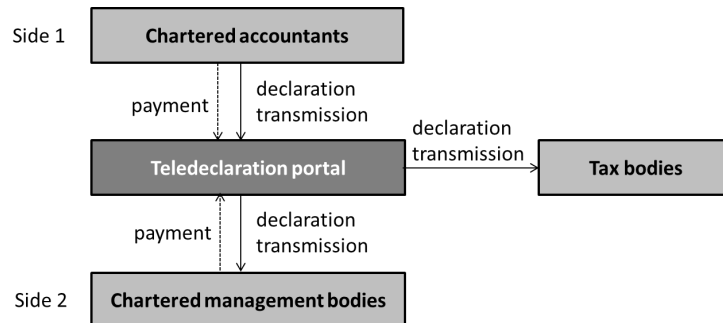 Side 1
Chartered accountants
payment
declaration
transmission
declaration
transmission
Teledeclaration portal
Tax bodies
payment
declaration
transmission
Side 2
Chartered management bodies